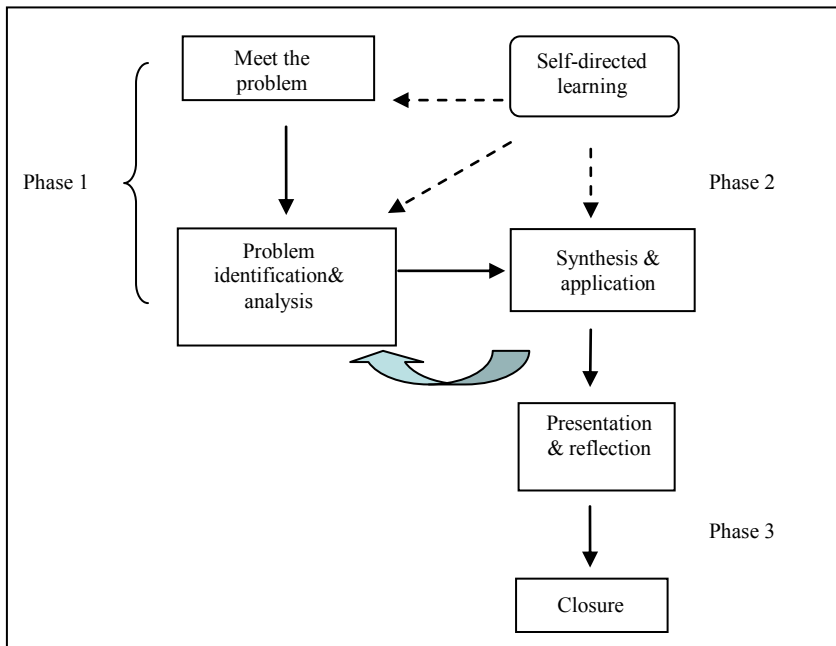 Meet the
problem
Self-directed
learning
Phase 1
Phase 2
Problem
identification&
analysis
Synthesis &
application
Presentation
& reflection
Phase 3
Closure